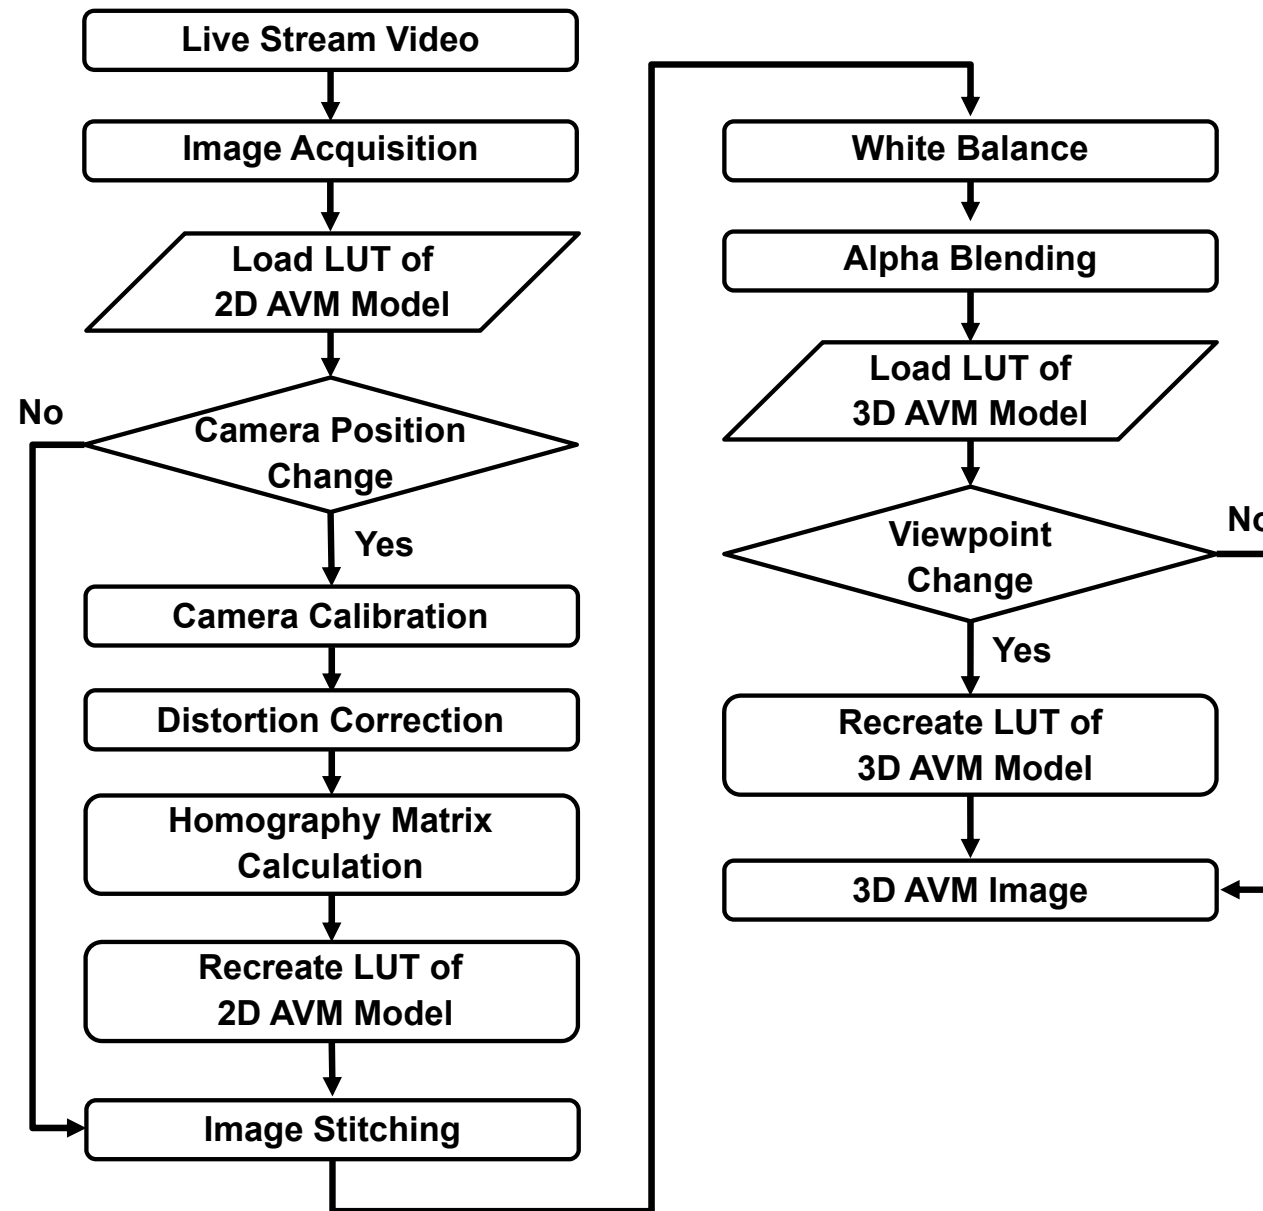 Live Stream Video
Image Acquisition
Load LUT of
2D AVM Model
No
Camera Position
Change
Yes
Camera Calibration
Distortion Correction
Homography Matrix
Calculation
Recreate LUT of
2D AVM Model
Image Stitching
White Balance
Alpha Blending
Load LUT of
3D AVM Model
Viewpoint
Change
No
Yes
Recreate LUT of
3D AVM Model
3D AVM Image